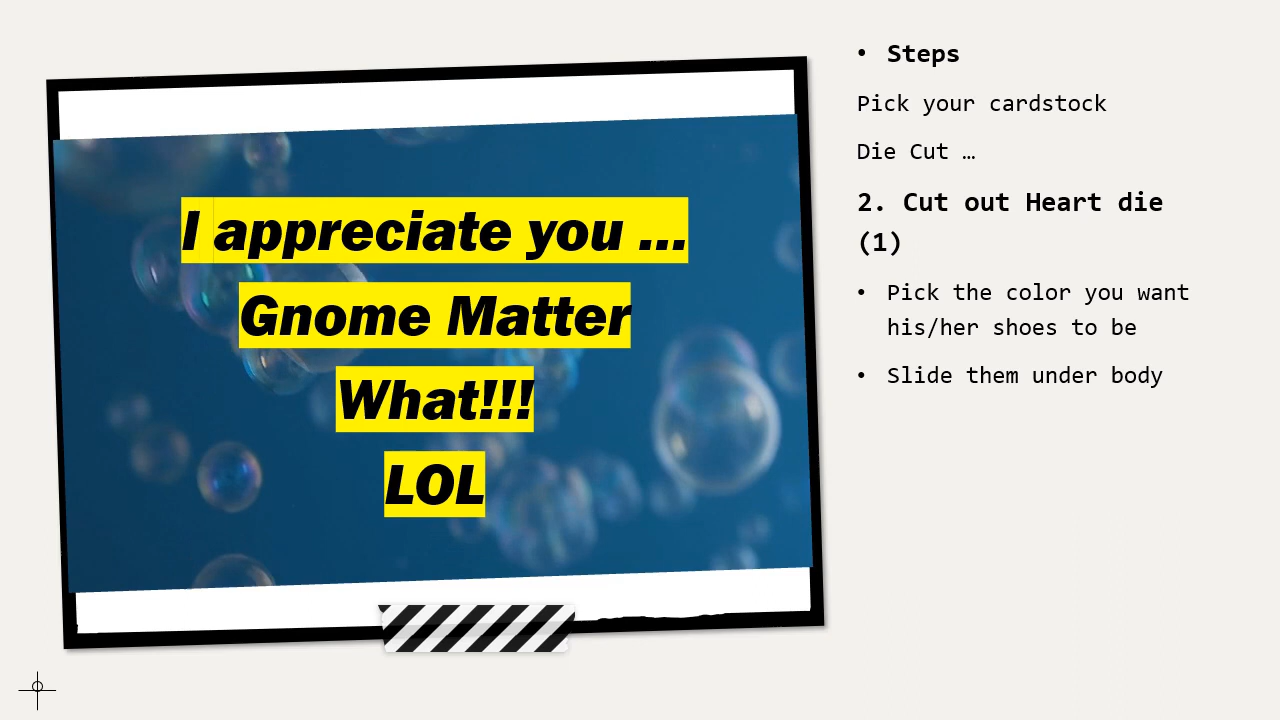 I appreciate you ...
Gnome Matter
What!!!
LOL
• Steps
Pick your cardstock
Die Cut …
2. Cut out Heart die
(1)
• Pick the color you want
his/her shoes to be
• Slide them under body